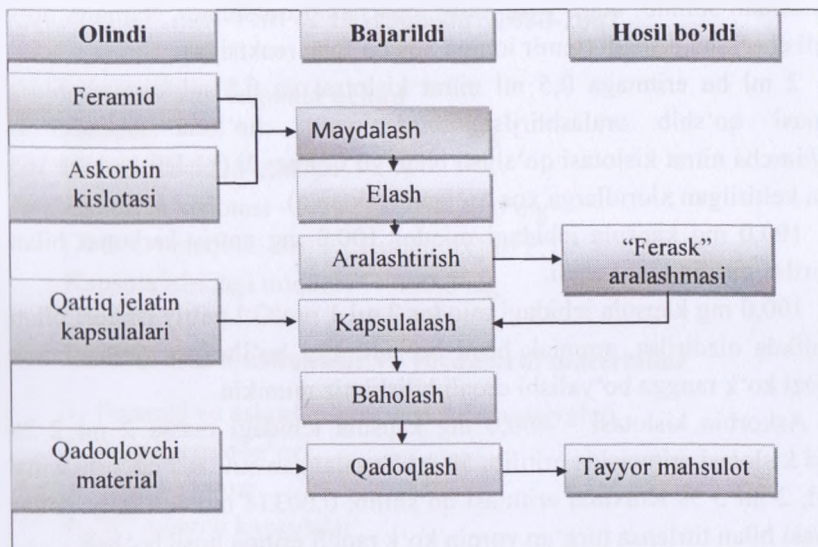 Olindi
Bajarildi
Hosil bo'ldi
Feramid
Askorbin
kislotasi
Maydalash
Elash
Aralashtirish
"Ferask"
aralashmasi
Qattiq jelatin
kapsulalari
Kapsulalash
Baholash
Qadoqlovchi
material
Qadoqlash
Tayyor mahsulot